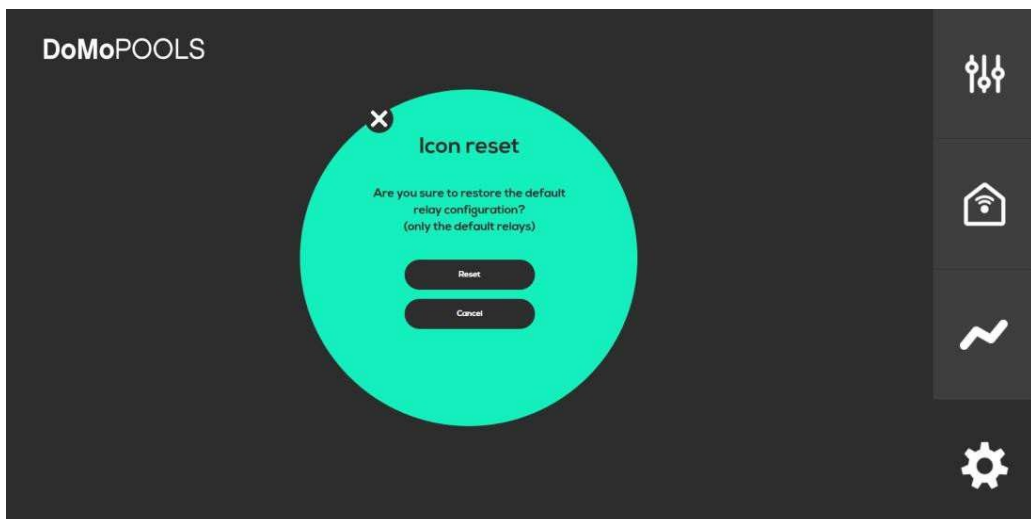 DoMoPOOLS
Icon reset
Are you sure to restore the default
relay configuration?
(only the default relays)
Reset
Cancel